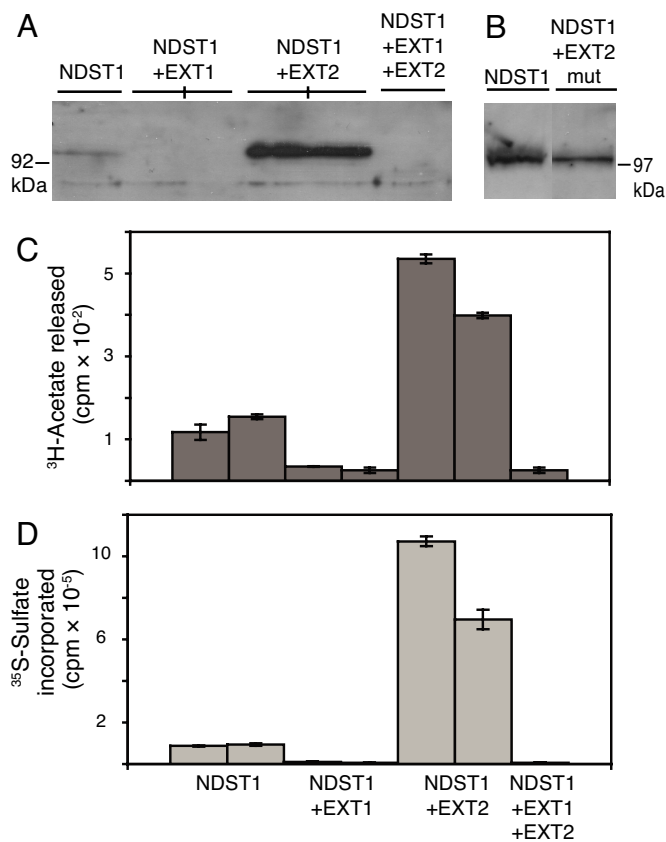 A
NDST1
NDST1
+EXT1
NDST1
+EXT2
NDST1
+EXT1
+EXT2
92
kDa
B
NDST1
NDST1
+EXT2
mut
97
kDa
C
³H-Acetate released
(cpm × 10⁻²)
5
3
1
D
³⁵S-Sulfate
incorporated
(cpm × 10⁻⁵)
10
6
2
NDST1
NDST1
+EXT1
NDST1
+EXT2
NDST1
+EXT1
+EXT2